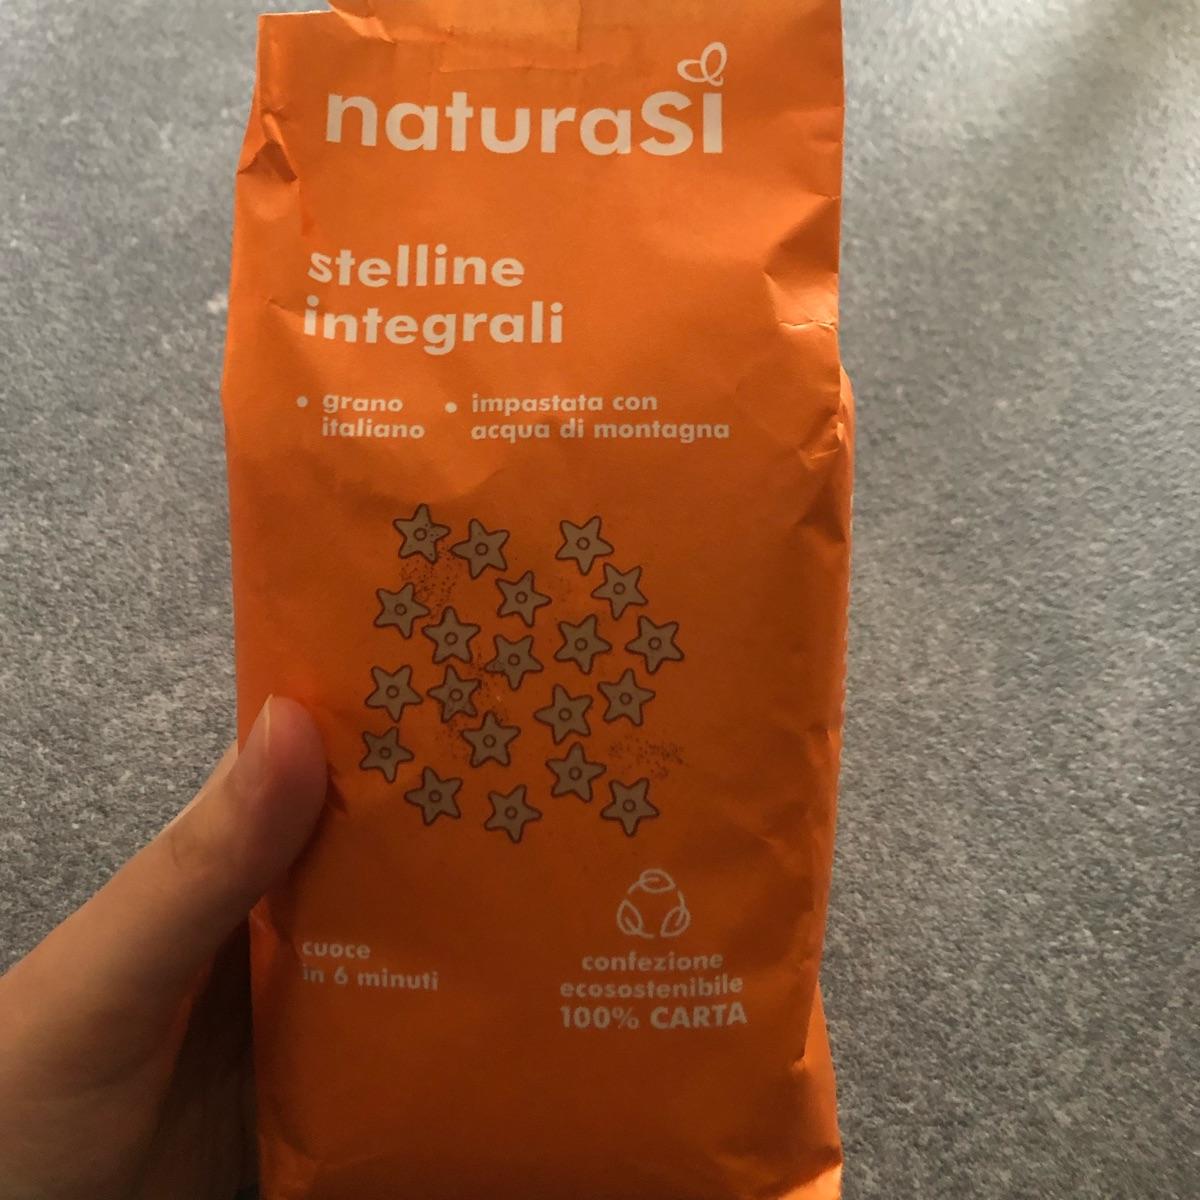 naturaSì
stelline
integrali
• grano
italiano
• impastata con
acqua di montagna
cuoce
in 6 minuti
confezione
ecosostenibile
100% CARTA